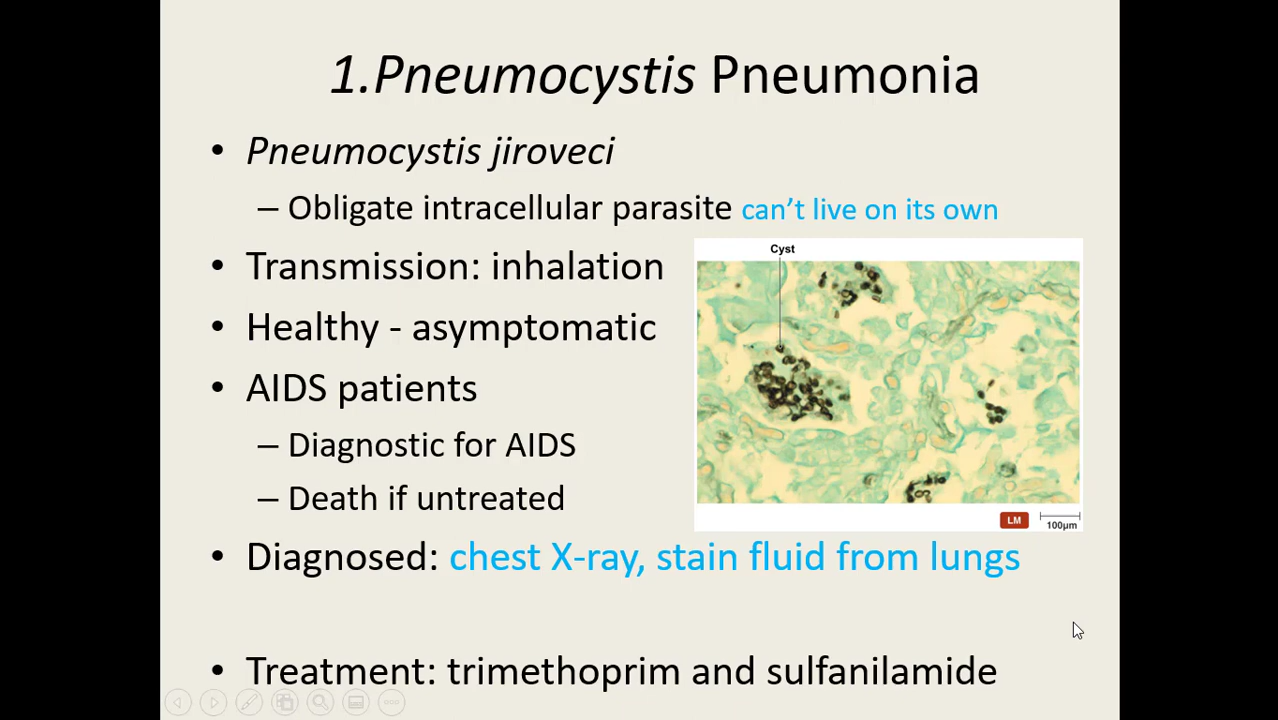 1.Pneumocystis Pneumonia
• Pneumocystis jiroveci
– Obligate intracellular parasite can't live on its own
• Transmission: inhalation
• Healthy - asymptomatic
• AIDS patients
– Diagnostic for AIDS
– Death if untreated
Cyst
LM
100µm
• Diagnosed: chest X-ray, stain fluid from lungs
• Treatment: trimethoprim and sulfanilamide